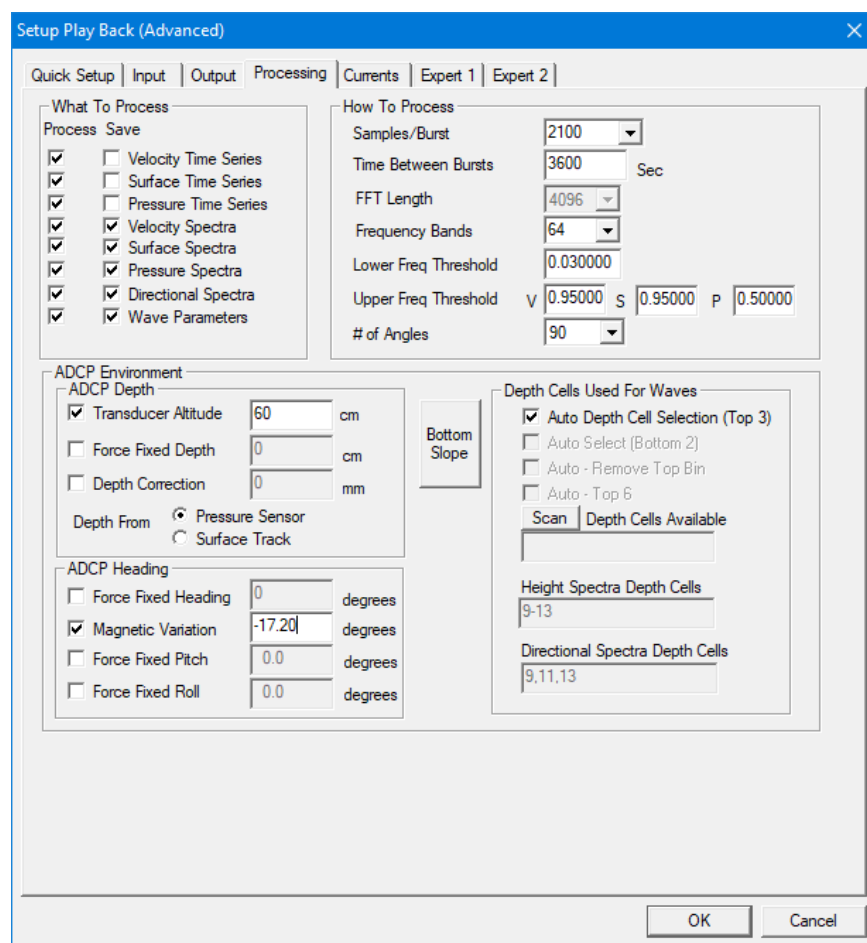 Setup Play Back (Advanced)
Quick Setup Input Output Processing Currents Expert 1 Expert 2
What To Process
Process Save
Velocity Time Series
Surface Time Series
Pressure Time Series
Velocity Spectra
Surface Spectra
Pressure Spectra
Directional Spectra
Wave Parameters
How To Process
Samples/Burst 2100
Time Between Bursts 3600 Sec
FFT Length 4096
Frequency Bands 64
Lower Freq Threshold 0.030000
Upper Freq Threshold V 0.95000 S 0.95000 P 0.50000
# of Angles 90
ADCP Environment
ADCP Depth
Transducer Altitude 60 cm
Force Fixed Depth 0 cm
Depth Correction 0 mm
Depth From Pressure Sensor
Surface Track
Bottom
Slope
ADCP Heading
Force Fixed Heading 0 degrees
Magnetic Variation -17.20 degrees
Force Fixed Pitch 0.0 degrees
Force Fixed Roll 0.0 degrees
Depth Cells Used For Waves
Auto Depth Cell Selection (Top 3)
Auto Select (Bottom 2)
Auto - Remove Top Bin
Auto - Top 6
Scan Depth Cells Available
Height Spectra Depth Cells
9-13
Directional Spectra Depth Cells
9,11,13
OK Cancel